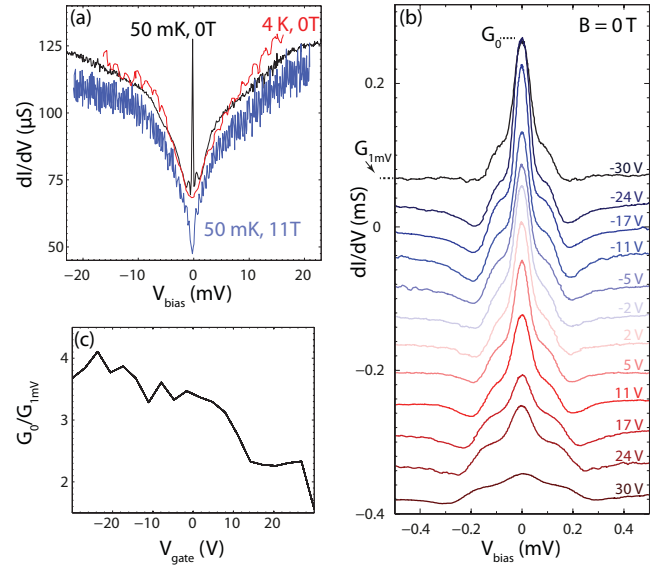 (a)
50 mK, 0T
4 K, 0T
50 mK, 11T
125
100
75
50
dI/dV (μS)
−20
−10
0
10
20
V_bias (mV)
(b)
B = 0 T
G_0
G_1mV
0.2
0
−0.2
−0.4
dI/dV (mS)
-30 V
-24 V
-17 V
-11 V
-5 V
-2 V
2 V
5 V
11 V
17 V
24 V
30 V
−0.4
−0.2
0
0.2
0.4
V_bias (mV)
(c)
4
3
2
G_0/G_1mV
−20
−10
0
10
20
V_gate (V)